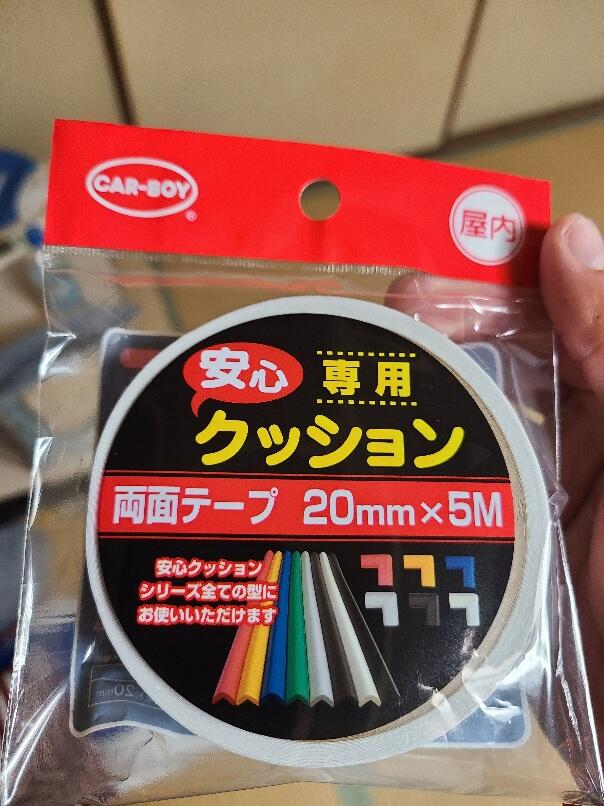 CAR-BOY
®
屋内
安心 専用
クッション
両面テープ 20mm×5M
安心クッション
シリーズ全ての型に
お使いいただけます
20mm